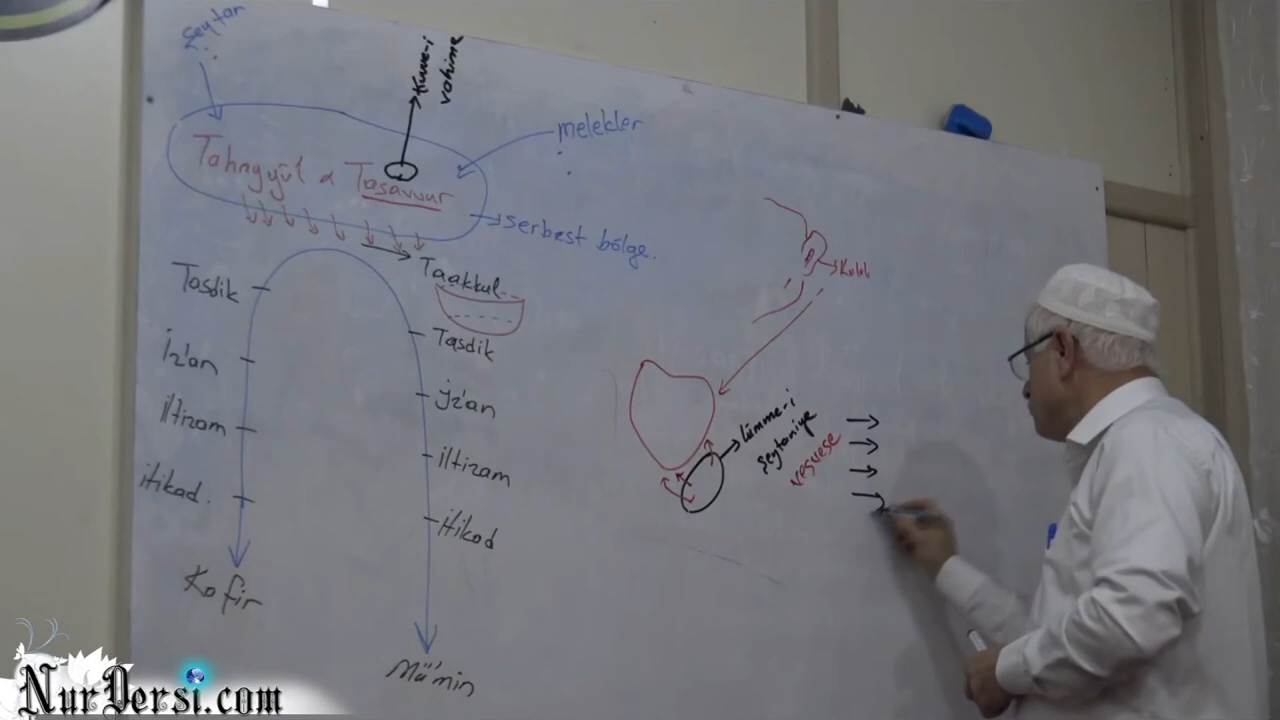 Şeytan
Kuvve-i
vahime
melekler
Tahayyül & Tasavvur
serbest bölge.
Taakkul
Tasdik
Tasdik
İz'an
İz'an
iltizam
iltizam
itikad.
itikad
Kafir
Mü'min
Kalb
lümme-i
şeytaniye
vesvese
NurDersi.com